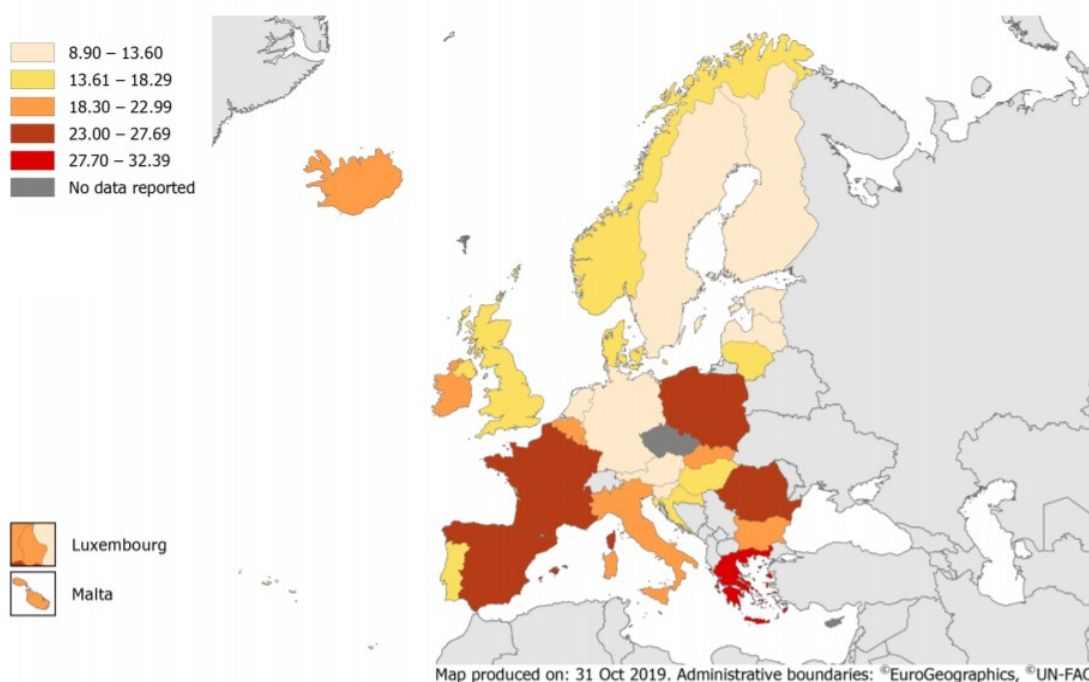 8.90 – 13.60
13.61 – 18.29
18.30 – 22.99
23.00 – 27.69
27.70 – 32.39
No data reported
Luxembourg
Malta
Map produced on: 31 Oct 2019. Administrative boundaries: ©EuroGeographics, ©UN-FAO